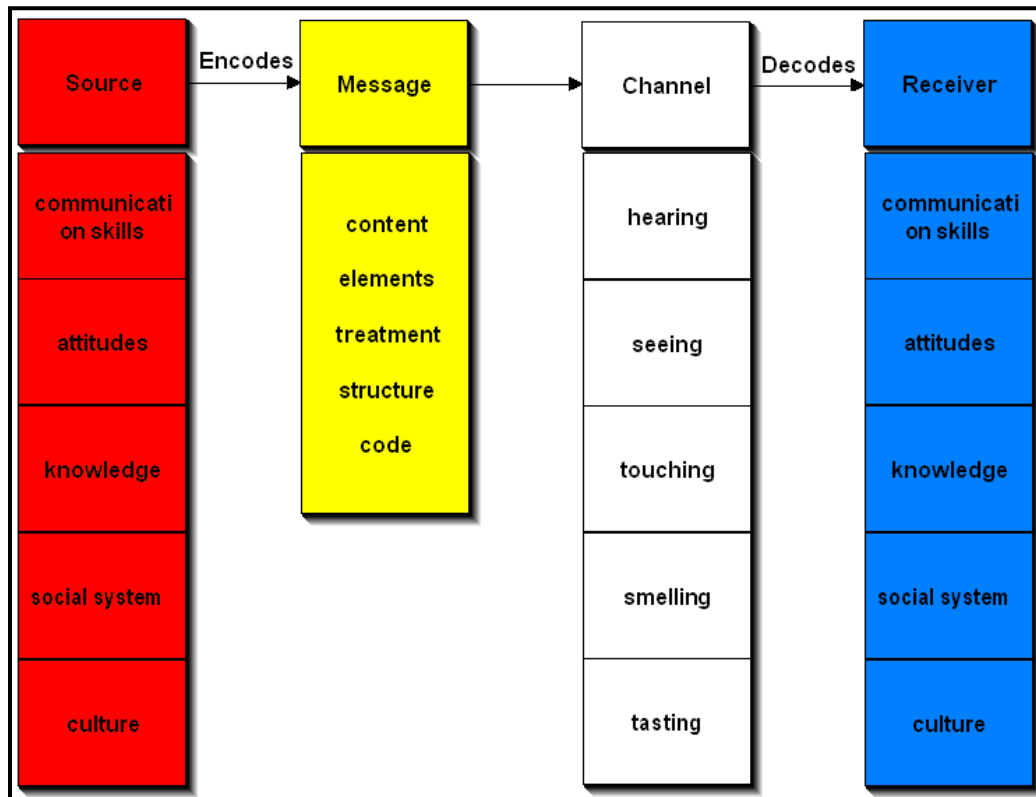 Source
Encodes
Message
Channel
Decodes
Receiver
communicati
on skills
attitudes
knowledge
social system
culture
content
elements
treatment
structure
code
hearing
seeing
touching
smelling
tasting
communicati
on skills
attitudes
knowledge
social system
culture